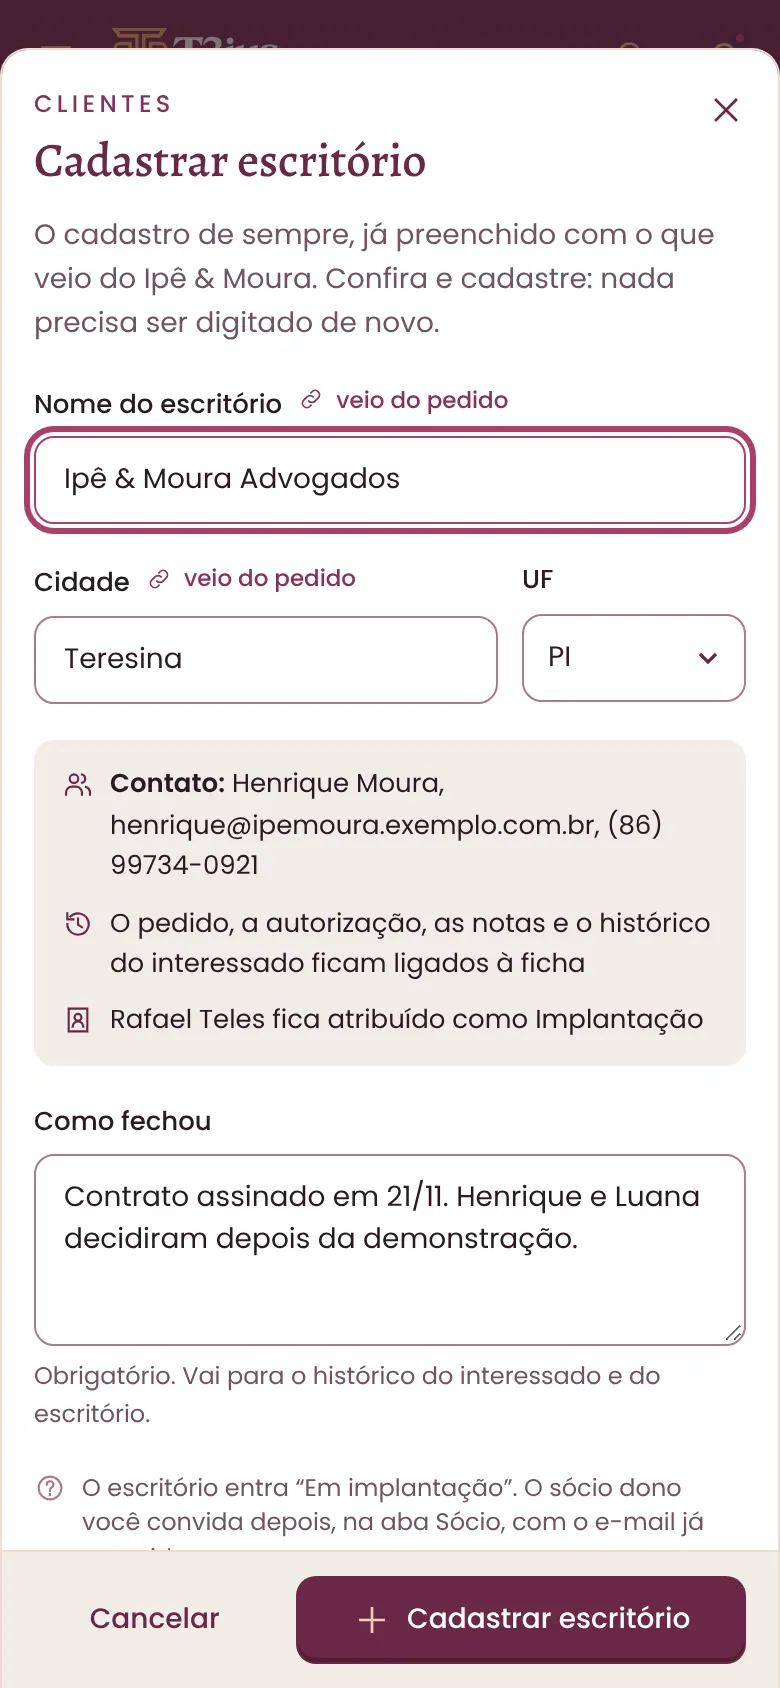 CLIENTES
Cadastrar escritório
O cadastro de sempre, já preenchido com o que
veio do Ipê & Moura. Confira e cadastre: nada
precisa ser digitado de novo.
Nome do escritório veio do pedido
Ipê & Moura Advogados
Cidade veio do pedido UF
Teresina PI
Contato: Henrique Moura,
henrique@ipemoura.exemplo.com.br, (86)
99734-0921
O pedido, a autorização, as notas e o histórico
do interessado ficam ligados à ficha
Rafael Teles fica atribuído como Implantação
Como fechou
Contrato assinado em 21/11. Henrique e Luana
decidiram depois da demonstração.
Obrigatório. Vai para o histórico do interessado e do
escritório.
O escritório entra “Em implantação”. O sócio dono
você convida depois, na aba Sócio, com o e-mail já
Cancelar Cadastrar escritório